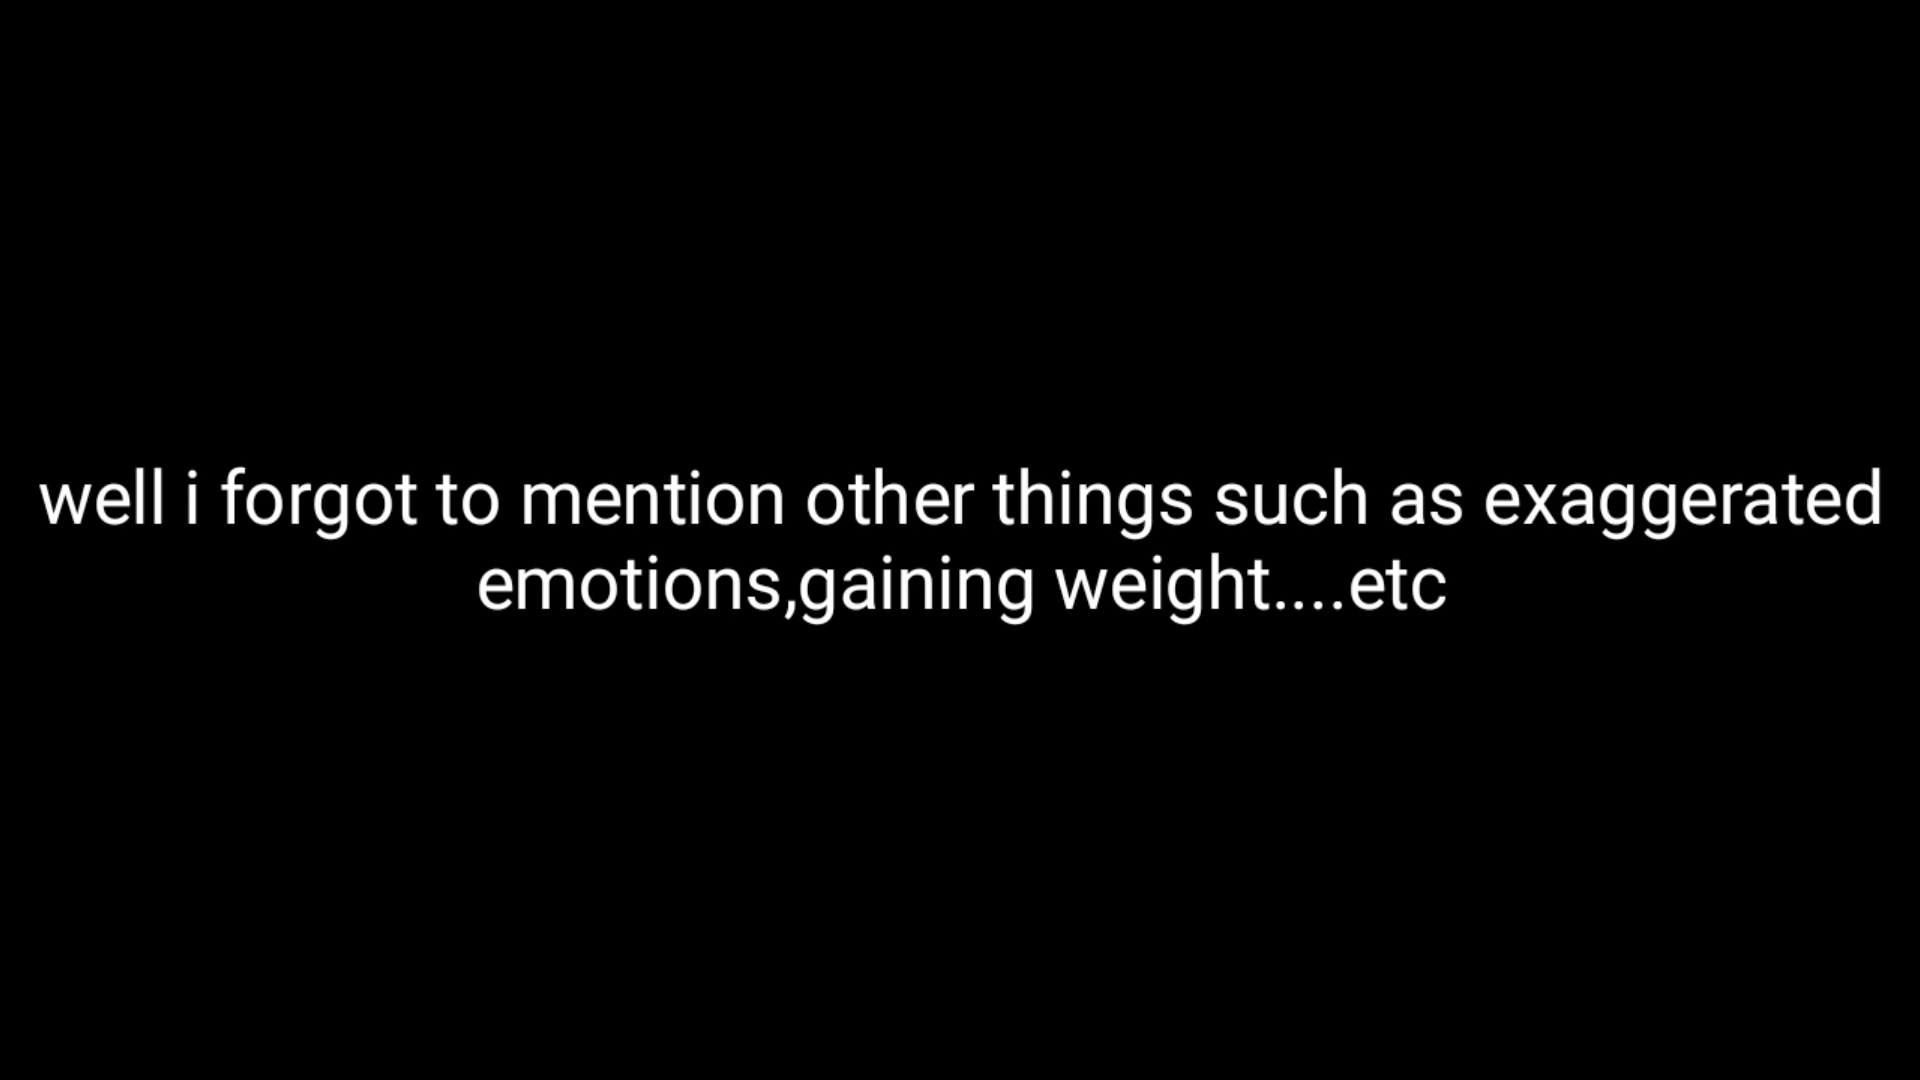 well i forgot to mention other things such as exaggerated
emotions,gaining weight....etc